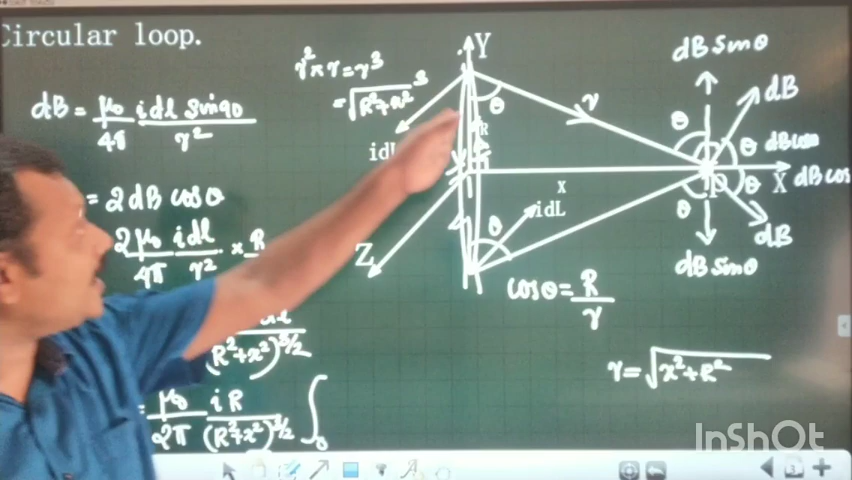 Circular loop.
r² × r = r³
= √R²+x² ³
dB = μ₀/4π idl sin90/r²
= 2dB cosθ
2μ₀/4π idl/r² × R
(R²+x²)^3/2
= μ₀/2π iR/(R²+x²)^3/2 ∫₀
Y
θ
r
R
idL
X
idL
θ
Z
cosθ = R/r
r = √x²+R²
dB sinθ
dB
θ
θ
dB cos
P
X
dB cos
θ
θ
dB
dB sinθ
3
InShOt